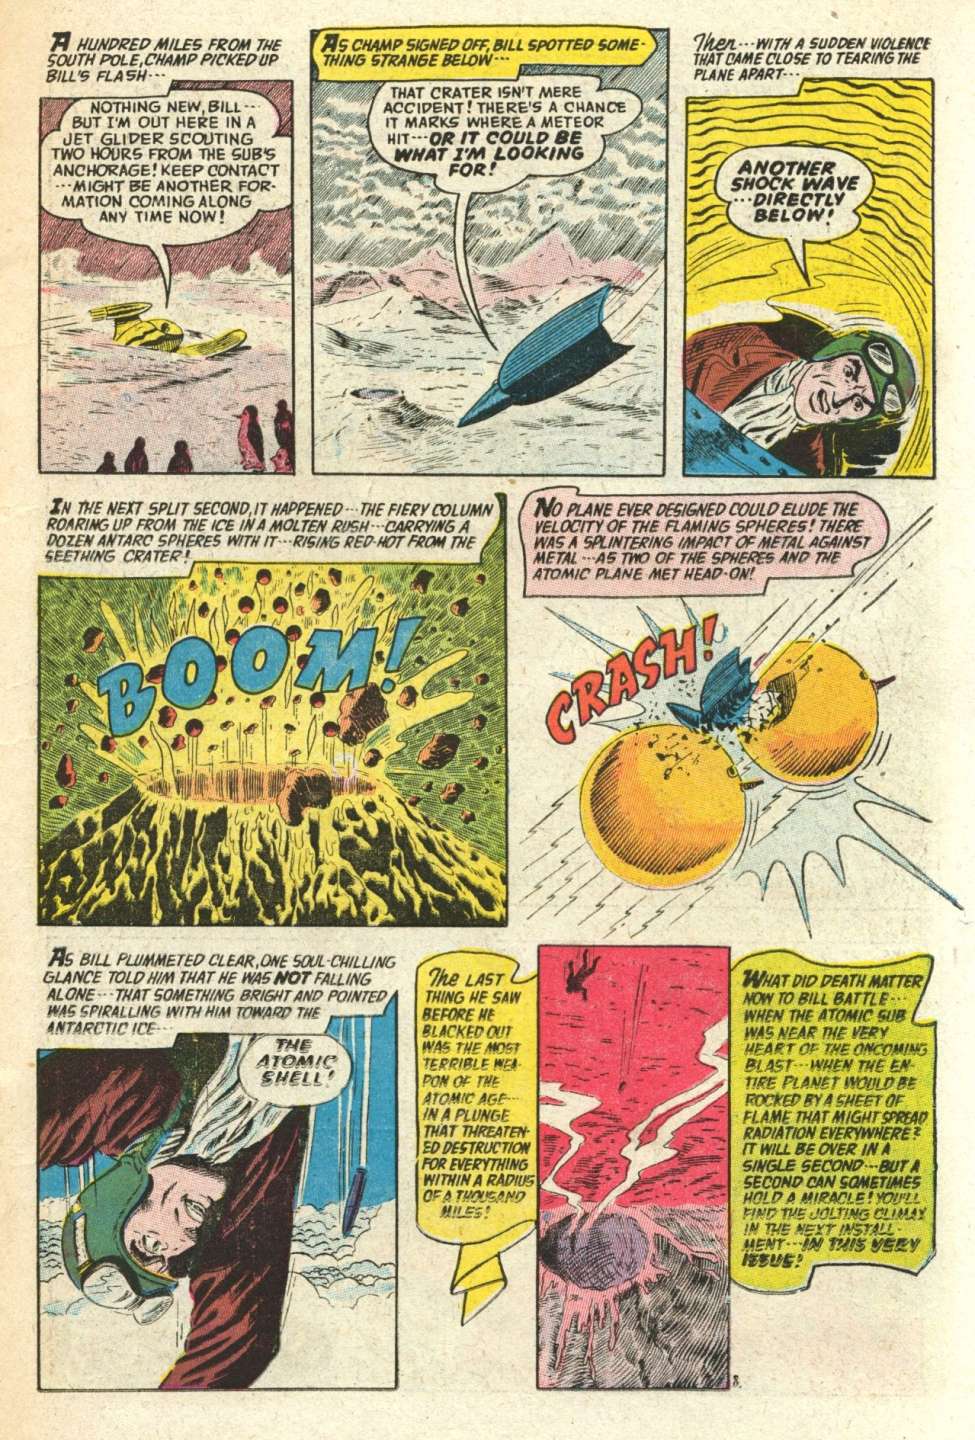 A HUNDRED MILES FROM THE
SOUTH POLE, CHAMP PICKED UP
BILL'S FLASH---
NOTHING NEW, BILL---
BUT I'M OUT HERE IN A
JET GLIDER SCOUTING
TWO HOURS FROM THE SUB'S
ANCHORAGE! KEEP CONTACT
---MIGHT BE ANOTHER FOR-
MATION COMING ALONG
ANY TIME NOW!
AS CHAMP SIGNED OFF, BILL SPOTTED SOME-
THING STRANGE BELOW---
THAT CRATER ISN'T MERE
ACCIDENT! THERE'S A CHANCE
IT MARKS WHERE A METEOR
HIT---OR IT COULD BE
WHAT I'M LOOKING
FOR!
Then---WITH A SUDDEN VIOLENCE
THAT CAME CLOSE TO TEARING THE
PLANE APART---
ANOTHER
SHOCK WAVE
---DIRECTLY
BELOW!
IN THE NEXT SPLIT SECOND, IT HAPPENED---THE FIERY COLUMN
ROARING UP FROM THE ICE IN A MOLTEN RUSH---CARRYING A
DOZEN ANTARC SPHERES WITH IT---RISING RED-HOT FROM THE
SEETHING CRATER!
BOOM!
NO PLANE EVER DESIGNED COULD ELUDE THE
VELOCITY OF THE FLAMING SPHERES! THERE
WAS A SPLINTERING IMPACT OF METAL AGAINST
METAL---AS TWO OF THE SPHERES AND THE
ATOMIC PLANE MET HEAD-ON!
CRASH!
AS BILL PLUMMETED CLEAR, ONE SOUL-CHILLING
GLANCE TOLD HIM THAT HE WAS NOT FALLING
ALONE---THAT SOMETHING BRIGHT AND POINTED
WAS SPIRALLING WITH HIM TOWARD THE
ANTARCTIC ICE---
THE
ATOMIC
SHELL!
The LAST
THING HE SAW
BEFORE HE
BLACKED OUT
WAS THE MOST
TERRIBLE WEA-
PON OF THE
ATOMIC AGE---
IN A PLUNGE
THAT THREATEN-
ED DESTRUCTION
FOR EVERYTHING
WITHIN A RADIUS
OF A THOUSAND
MILES!
WHAT DID DEATH MATTER
NOW TO BILL BATTLE---
WHEN THE ATOMIC SUB
WAS NEAR THE VERY
HEART OF THE ONCOMING
BLAST---WHEN THE EN-
TIRE PLANET WOULD BE
ROCKED BY A SHEET OF
FLAME THAT MIGHT SPREAD
RADIATION EVERYWHERE?
IT WILL BE OVER IN A
SINGLE SECOND---BUT A
SECOND CAN SOMETIMES
HOLD A MIRACLE! YOU'LL
FIND THE JOLTING CLIMAX
IN THE NEXT INSTALL-
MENT---IN THIS VERY
ISSUE!
8